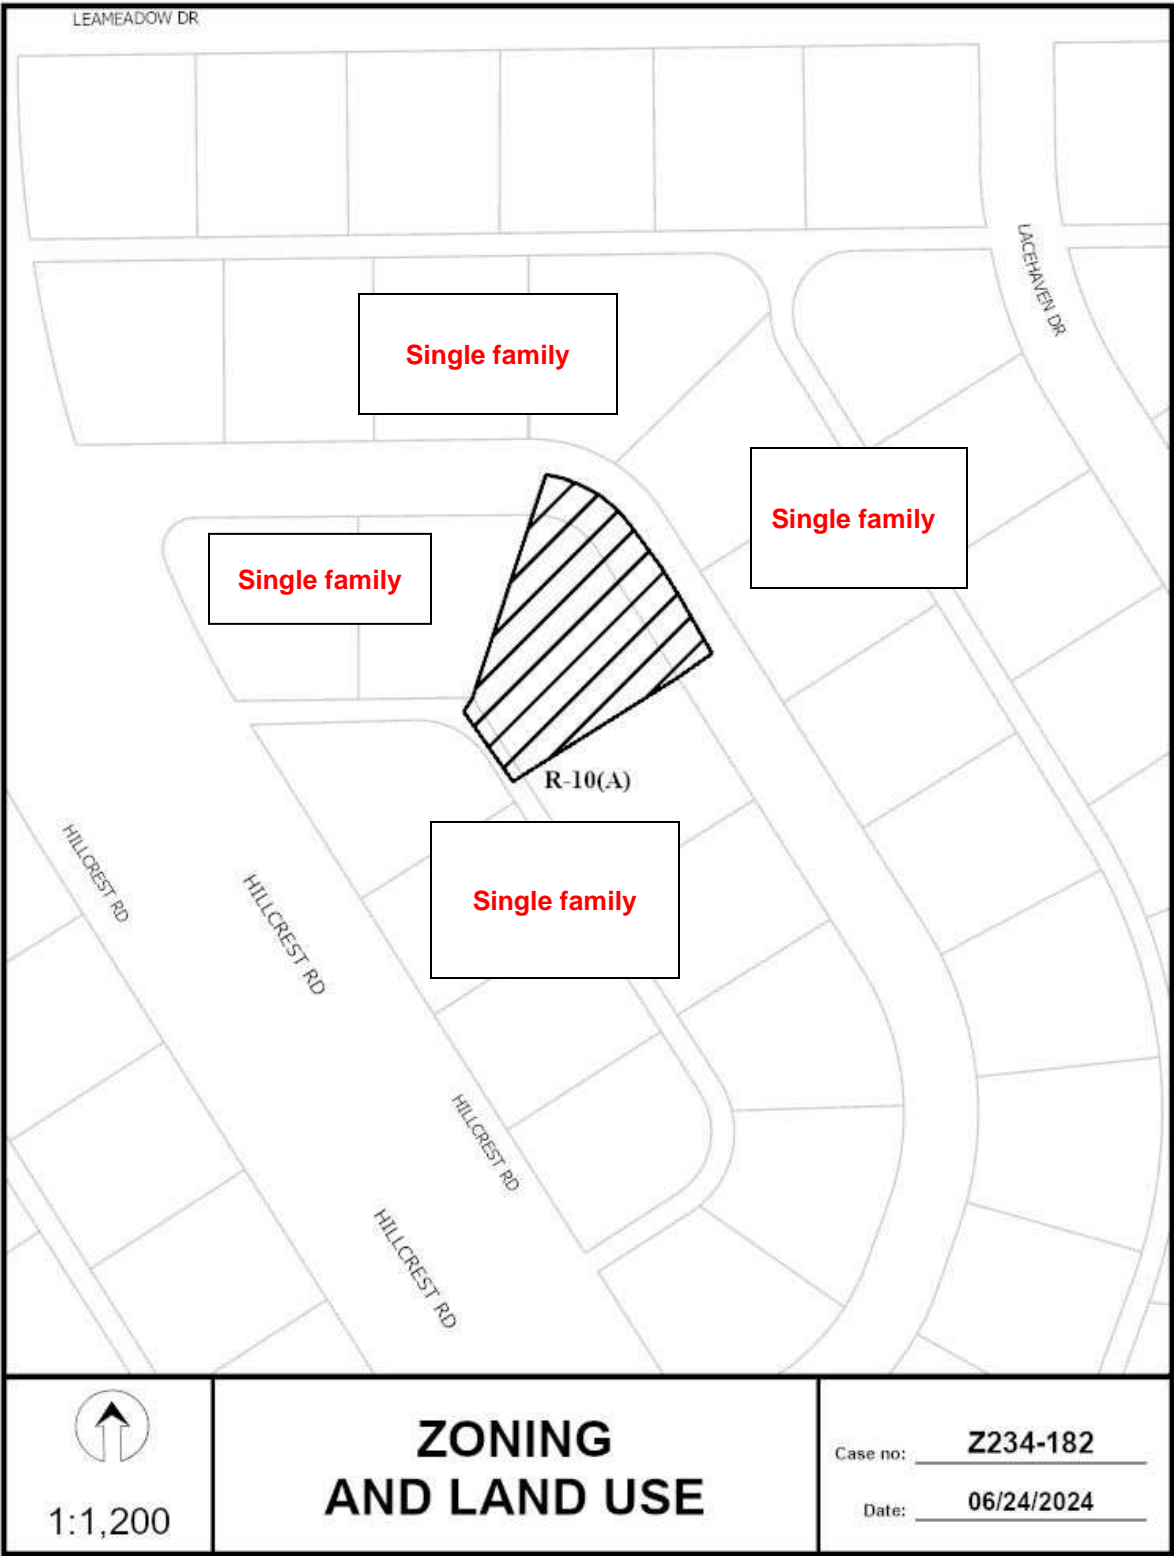 LEAMEADOW DR
LACEHAVEN DR
Single family
Single family
Single family
R-10(A)
HILLCREST RD
HILLCREST RD
Single family
HILLCREST RD
HILLCREST RD
1:1,200
ZONING
AND LAND USE
Case no: Z234-182
Date: 06/24/2024